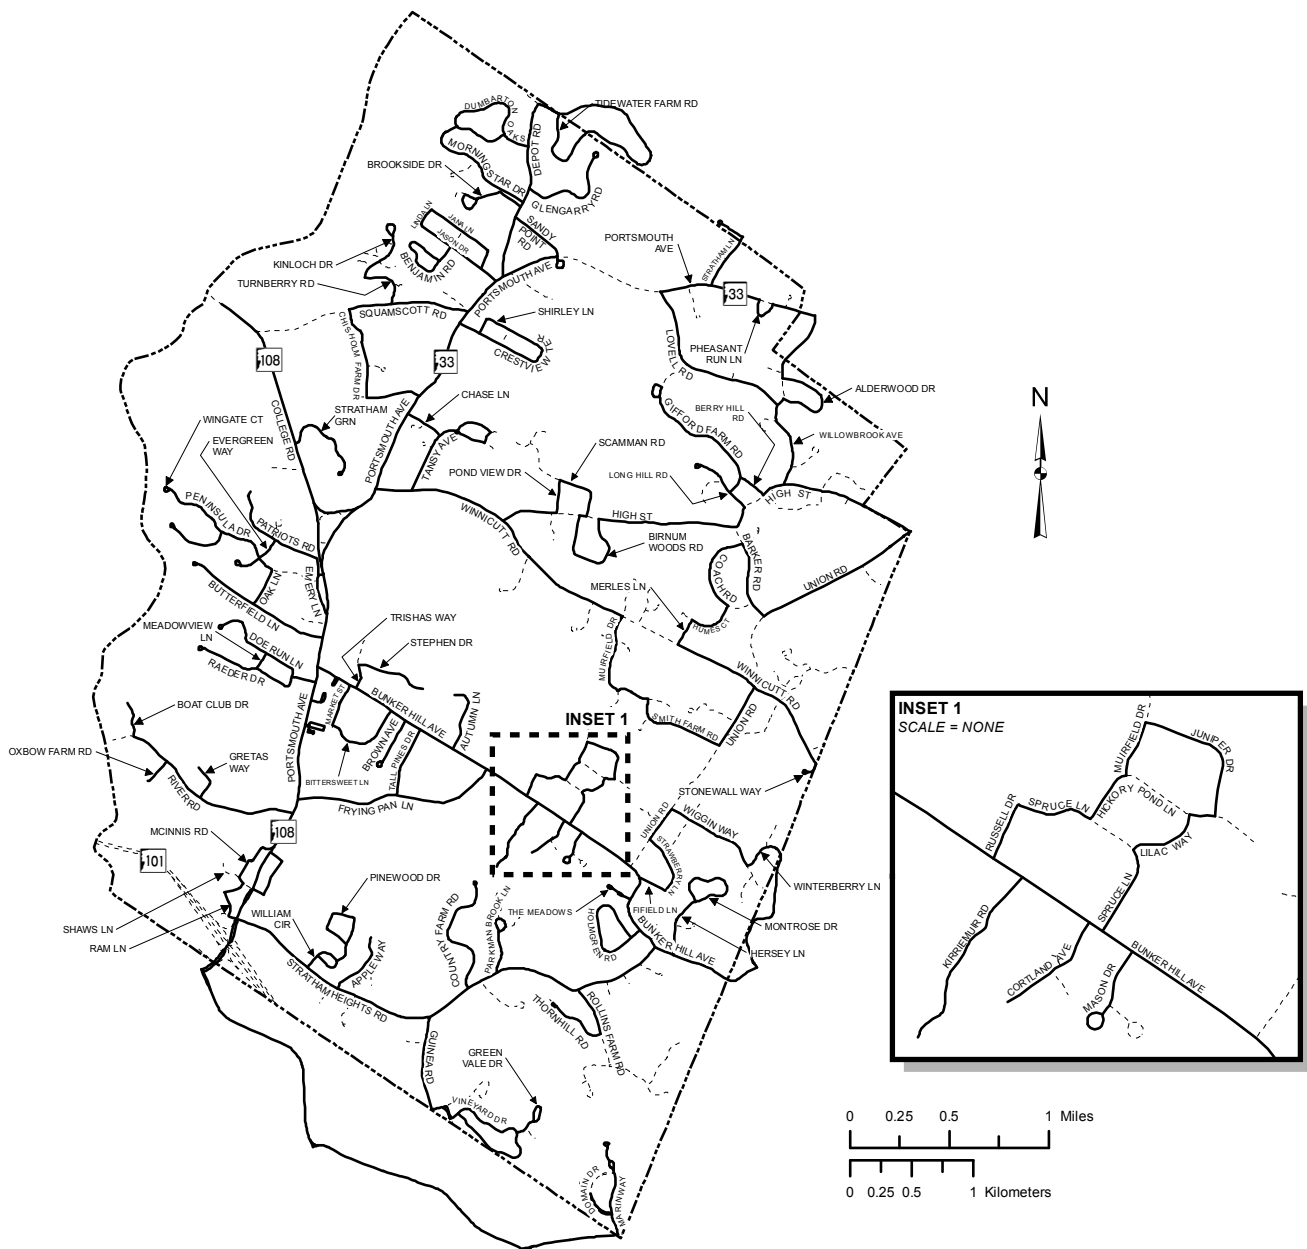 DUMBARTON OAKS
TIDEWATER FARM RD
DEPOT RD
MORNINGSTAR DR
BROOKSIDE DR
GLENGARRY RD
LINDA LN
JANA LN
JASON DR
SANDY
POINT
RD
PORTSMOUTH
AVE
STRATHAM LN
KINLOCH DR
BENJAMIN RD
TURNBERRY RD
PORTSMOUTH AVE
33
SQUAMSCOTT RD
SHIRLEY LN
CHISHOLM FARM DR
CRESTVIEW TER
LOVELL RD
PHEASANT
RUN LN
108
33
ALDERWOOD DR
CHASE LN
WINGATE CT
STRATHAM
GRN
COLLEGE RD
PORTSMOUTH AVE
BERRY HILL
RD
GIFFORD FARM RD
WILLOWBROOK AVE
EVERGREEN
WAY
TANSY AVE
SCAMMAN RD
POND VIEW DR
LONG HILL RD
PENINSULA DR
PATRIOTS RD
WINNICUTT RD
HIGH ST
HIGH ST
BIRNUM
WOODS RD
BARKER RD
COACH RD
UNION RD
OAK LN
EMERY LN
BUTTERFIELD LN
MERLES LN
HUMES CT
MEADOWVIEW
LN
DOE RUN LN
RAEDER DR
TRISHAS WAY
STEPHEN DR
MUIRFIELD DR
WINNICUTT RD
BOAT CLUB DR
PORTSMOUTH AVE
MARKET ST
BUNKER HILL AVE
AUTUMN LN
SMITH FARM RD
UNION RD
INSET 1
OXBOW FARM RD
GRETAS
WAY
BROWN AVE
TALL PINES DR
BITTERSWEET LN
RIVER RD
FRYING PAN LN
STONEWALL WAY
UNION RD
WIGGIN WAY
MCINNIS RD
108
101
STRAWBERRY LN
PINEWOOD DR
WINTERBERRY LN
SHAWS LN
RAM LN
WILLIAM
CIR
COUNTRY FARM RD
PARKMAN BROOK LN
THE MEADOWS
FIFIELD LN
MONTROSE DR
HOLMGREN RD
BUNKER HILL AVE
HERSEY LN
APPLE WAY
STRATHAM HEIGHTS RD
THORNHILL RD
ROLLINS FARM RD
GUINEA RD
GREEN
VALE DR
VINEYARD DR
DOMAIN DR
MARIN WAY
N
INSET 1
SCALE = NONE
MUIRFIELD DR
JUNIPER DR
RUSSELL DR
SPRUCE LN
HICKORY POND LN
LILAC WAY
SPRUCE LN
KIRRIEMUIR RD
CORTLAND AVE
BUNKER HILL AVE
MASON DR
0 0.25 0.5 1 Miles
0 0.25 0.5 1 Kilometers